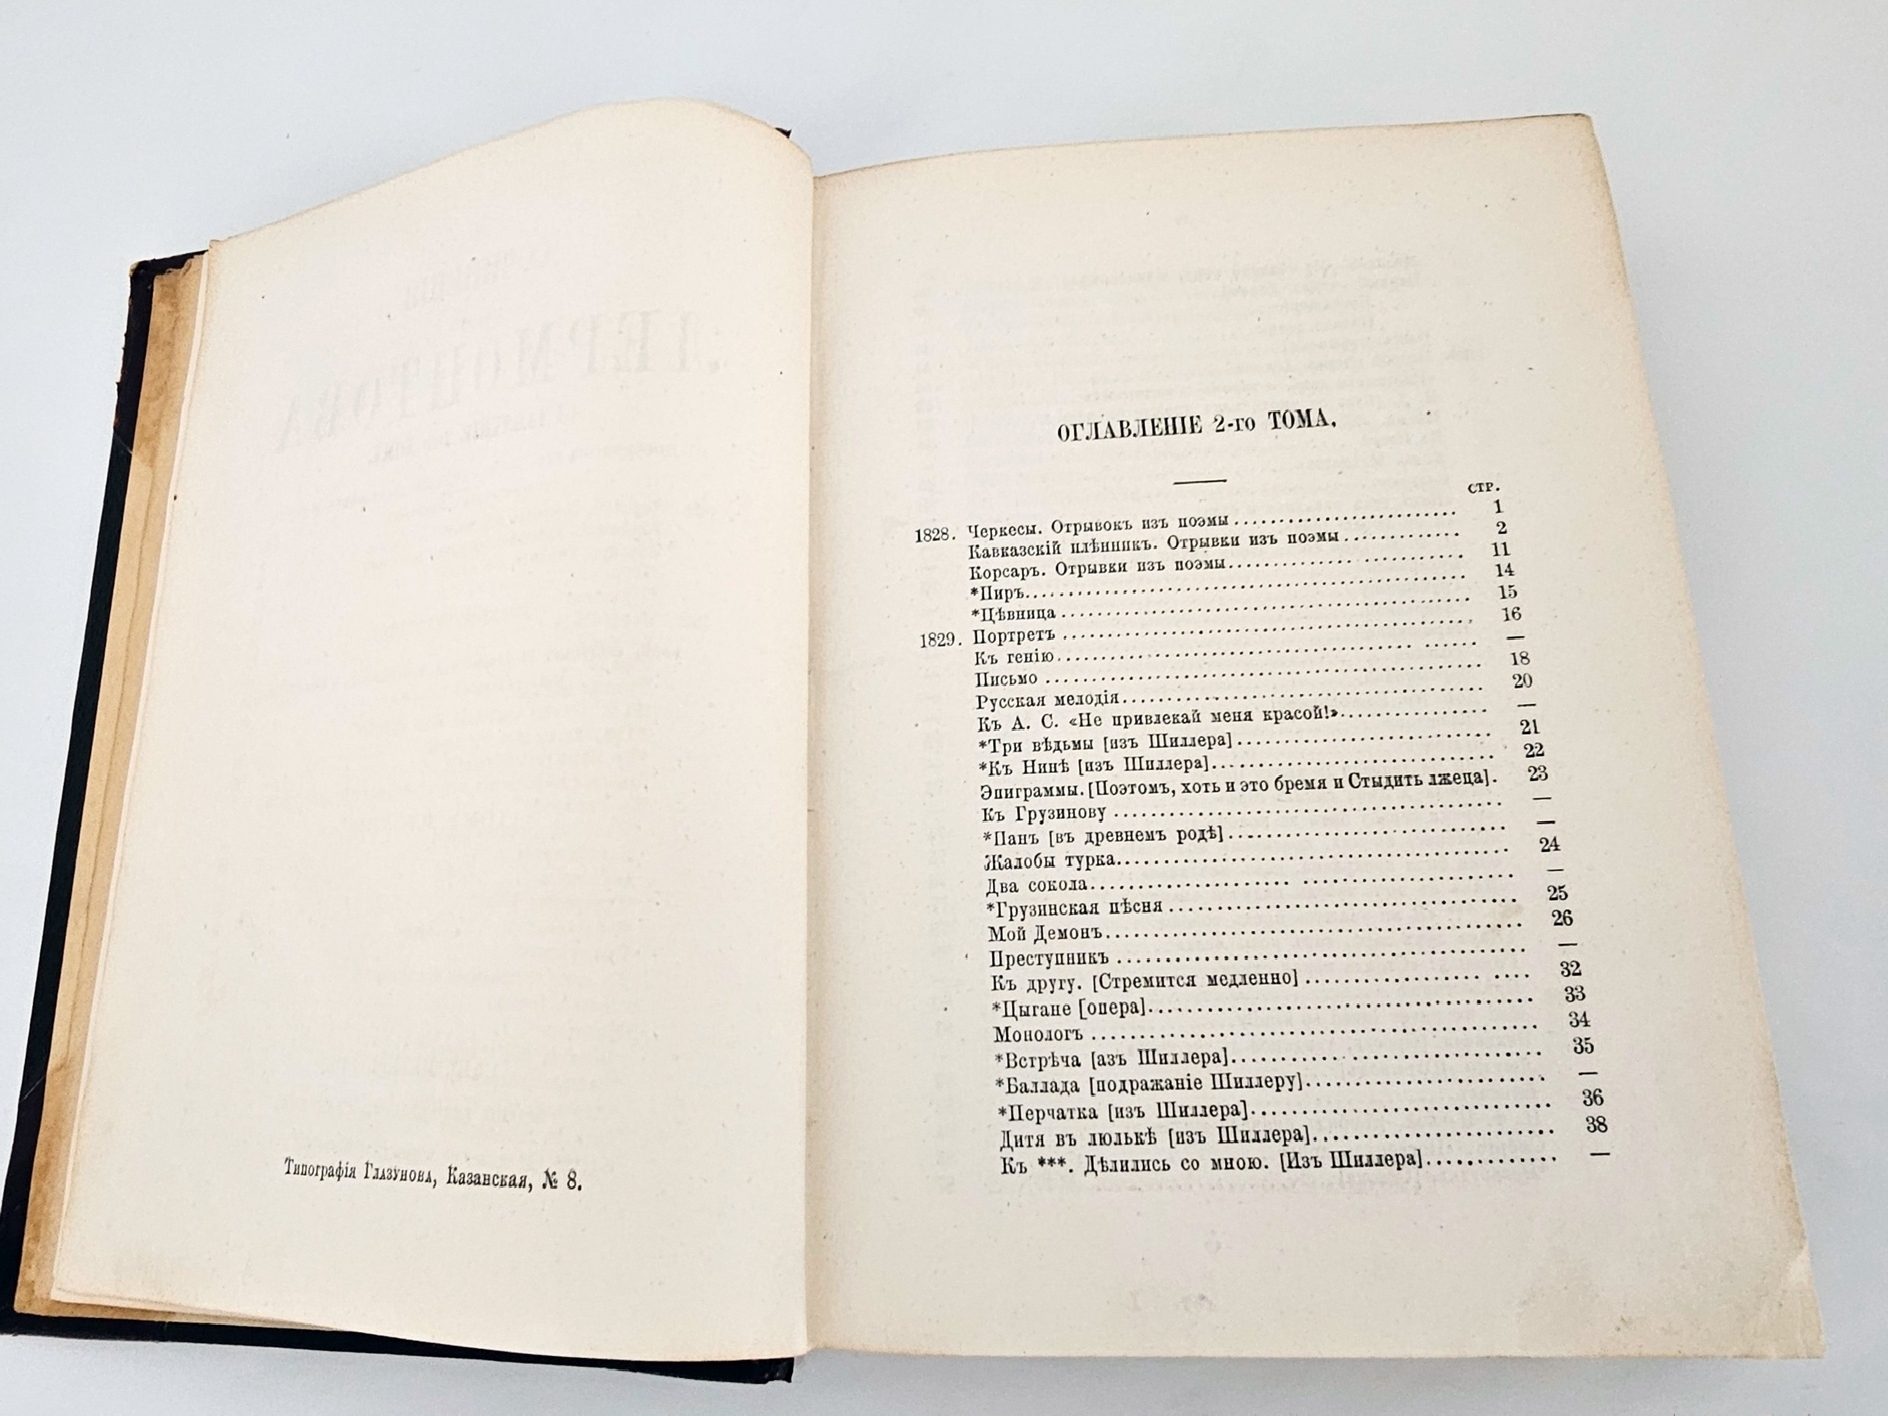 Типографія Глазунова, Казанская, № 8.
ОГЛАВЛЕНІЕ 2-го ТОМА.
СТР.
1828. Черкесы. Отрывокъ изъ поэмы 1
Кавказскій плѣнникъ. Отрывки изъ поэмы 2
Корсаръ. Отрывки изъ поэмы 11
*Пиръ 14
*Цѣвница 15
1829. Портретъ 16
Къ генію —
Письмо 18
Русская мелодія 20
Къ А. С. «Не привлекай меня красой!» —
*Три вѣдьмы [изъ Шиллера] 21
*Къ Нинѣ [изъ Шиллера] 22
Эпиграммы. [Поэтомъ, хоть и это бремя и Стыдить лжеца]. 23
Къ Грузинову —
*Панъ [въ древнемъ родѣ] —
Жалобы турка 24
Два сокола —
*Грузинская пѣсня 25
Мой Демонъ 26
Преступникъ —
Къ другу. [Стремится медленно] 32
*Цыгане [опера] 33
Монологъ 34
*Встрѣча [азъ Шиллера] 35
*Баллада [подражаніе Шиллеру] —
*Перчатка [изъ Шиллера] 36
Дитя въ люлькѣ [изъ Шиллера] 38
Къ ***. Дѣлились со мною. [Изъ Шиллера] —